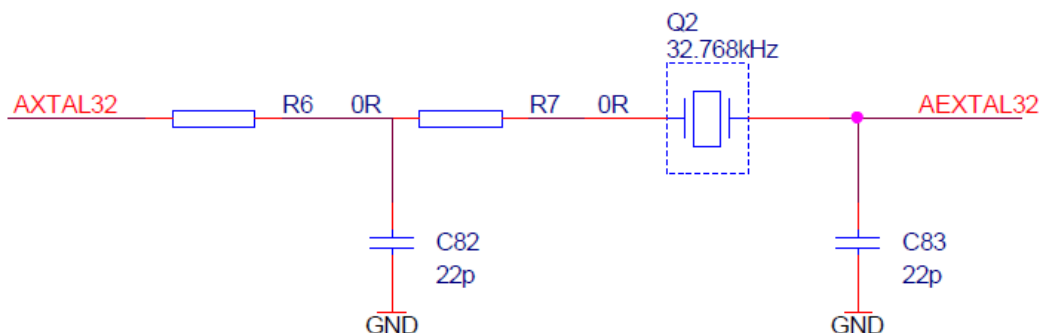 Q2
32.768kHz
AXTAL32
R6 0R
R7 0R
AEXTAL32
C82
22p
C83
22p
GND
GND